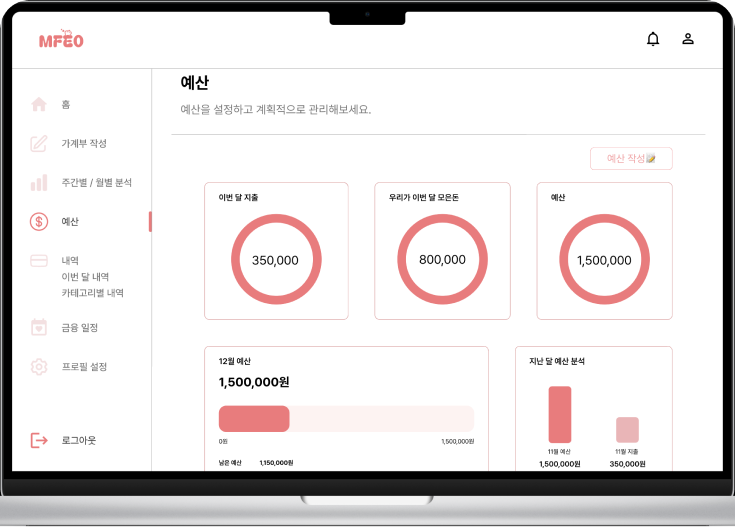 MFEO
예산
예산을 설정하고 계획적으로 관리해보세요.
홈
가계부 작성
주간별 / 월별 분석
예산
내역
이번 달 내역
카테고리별 내역
금융 일정
프로필 설정
로그아웃
예산 작성📝
이번 달 지출
350,000
우리가 이번 달 모은돈
800,000
예산
1,500,000
12월 예산
1,500,000원
0원
1,500,000원
남은 예산 1,150,000원
지난 달 예산 분석
11월 예산
1,500,000원
11월 지출
350,000원